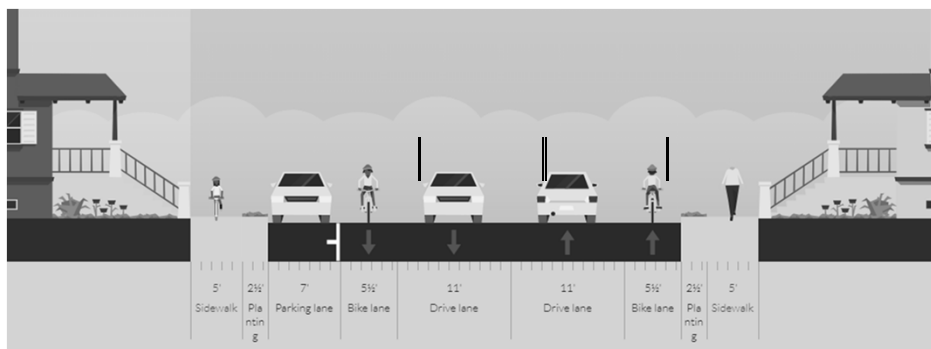 5' 2½' 7' 5½' 11' 11' 5½' 2½' 5'
Sidewalk Pla Parking lane Bike lane Drive lane Drive lane Bike lane Pla Sidewalk
ntin ntin
g g